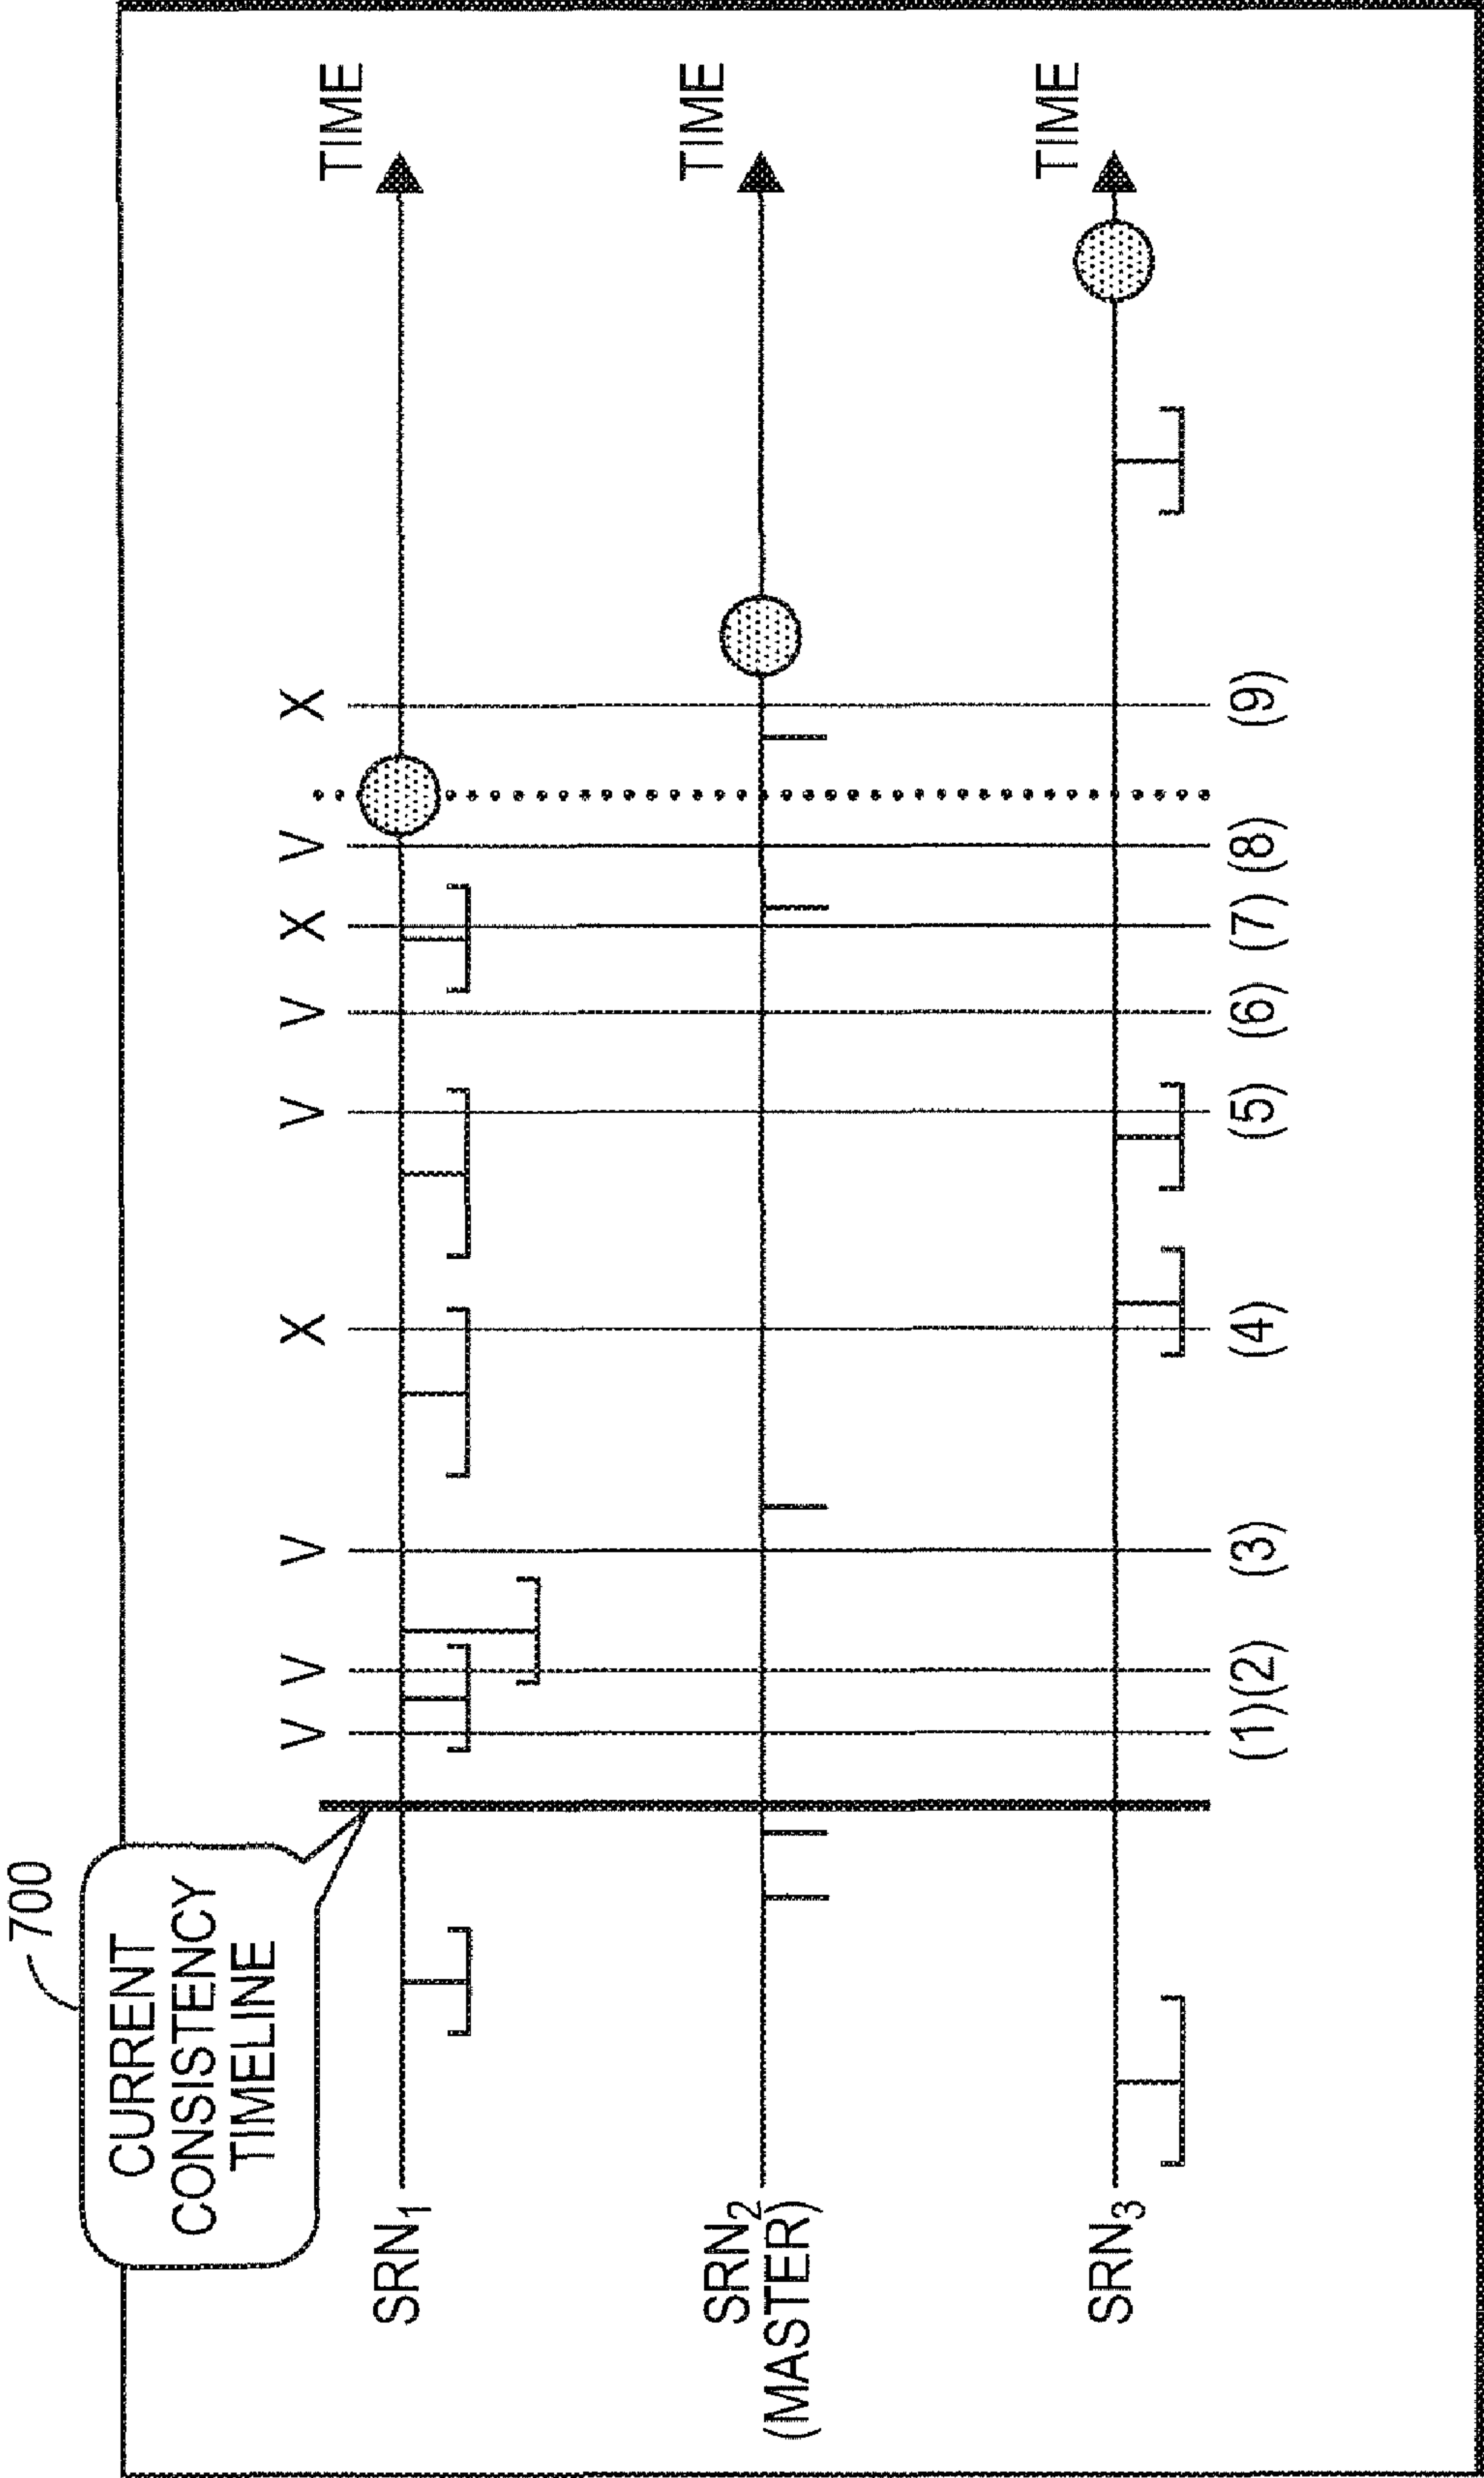 700
CURRENT
CONSISTENCY
TIMELINE
V V V X V V X V X
SRN₁ TIME
SRN₂ TIME
(MASTER)
SRN₃ TIME
(1) (2) (3) (4) (5) (6) (7) (8) (9)